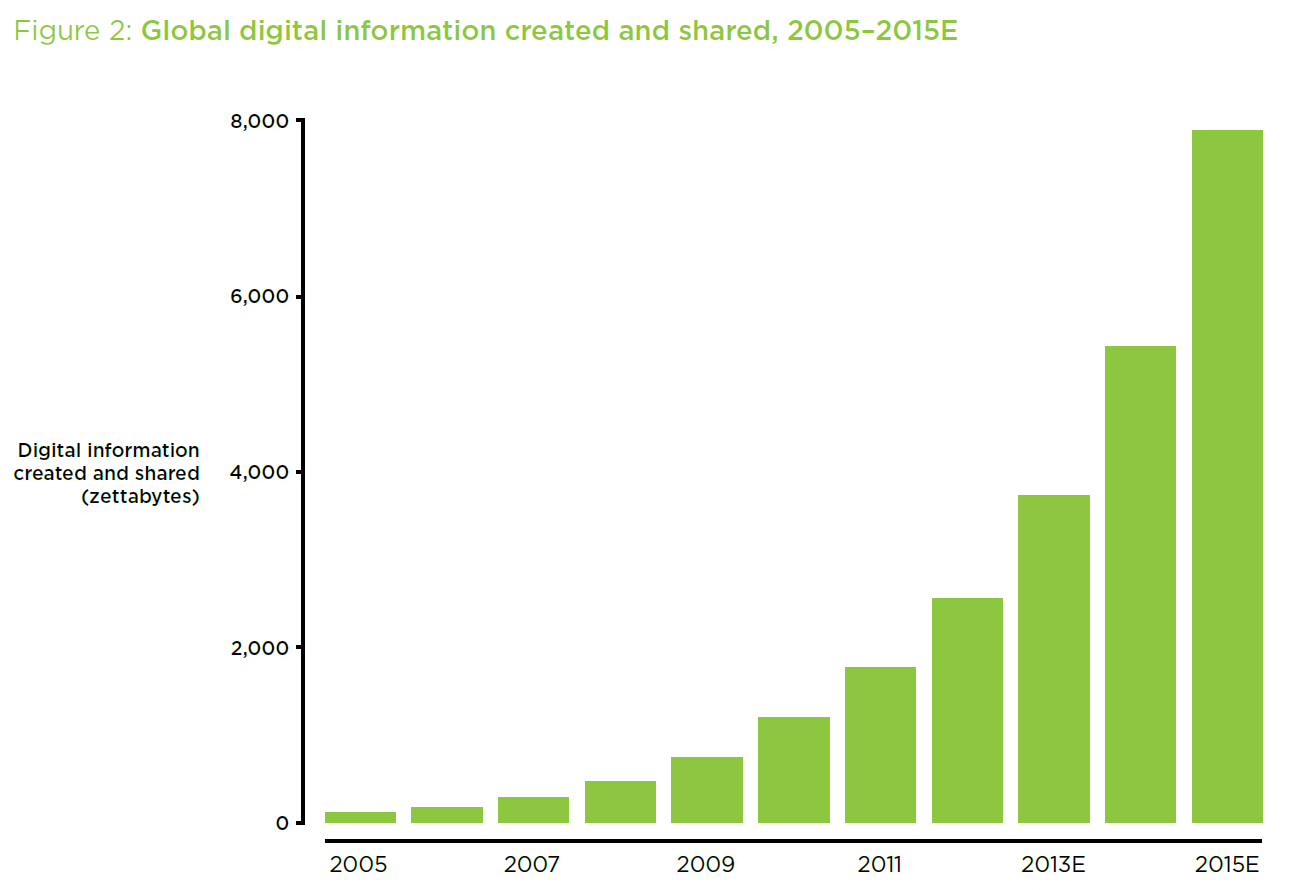 Figure 2: Global digital information created and shared, 2005–2015E
8,000
6,000
Digital information
created and shared
(zettabytes)
4,000
2,000
0
2005
2007
2009
2011
2013E
2015E